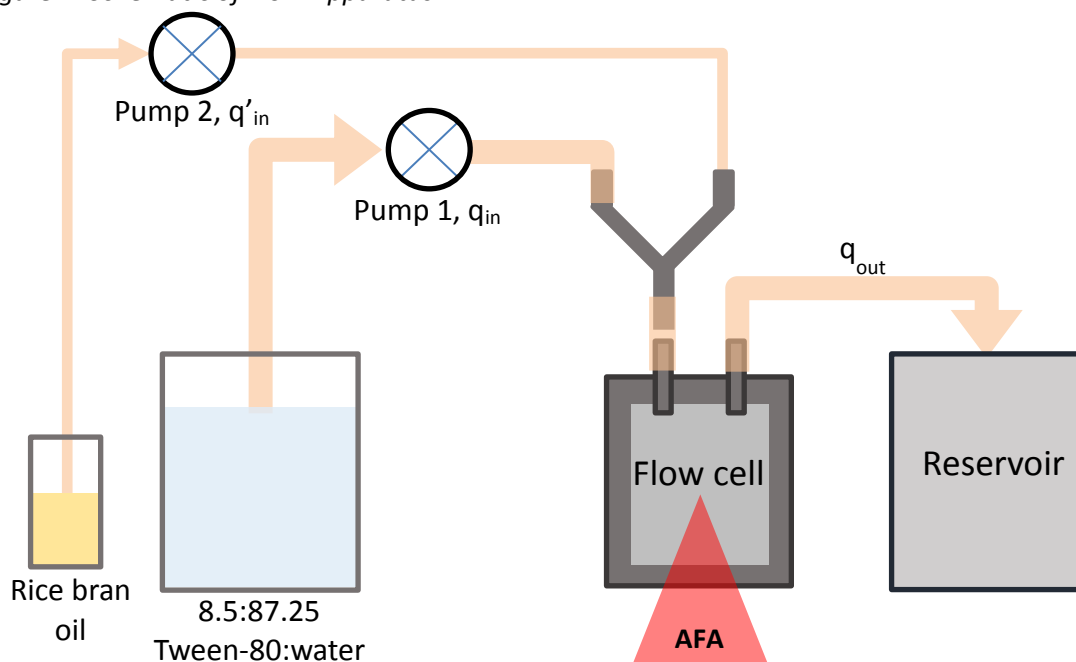 Pump 2, q'in
Pump 1, qin
qout
Flow cell
Reservoir
Rice bran
oil
8.5:87.25
Tween-80:water
AFA